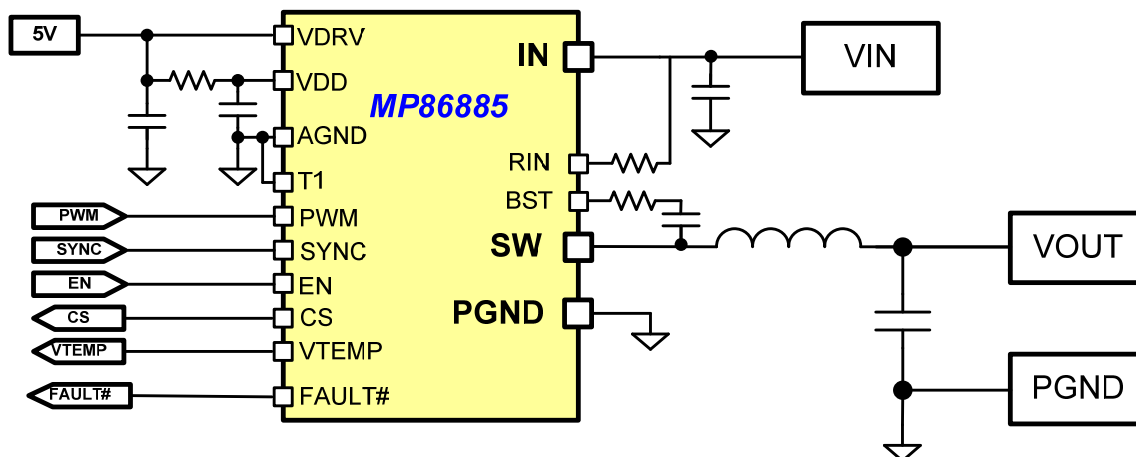 5V
VDRV
VDD
AGND
T1
PWM
SYNC
EN
CS
VTEMP
FAULT#
PWM
SYNC
EN
CS
VTEMP
FAULT#
MP86885
IN
RIN
BST
SW
PGND
VIN
VOUT
PGND